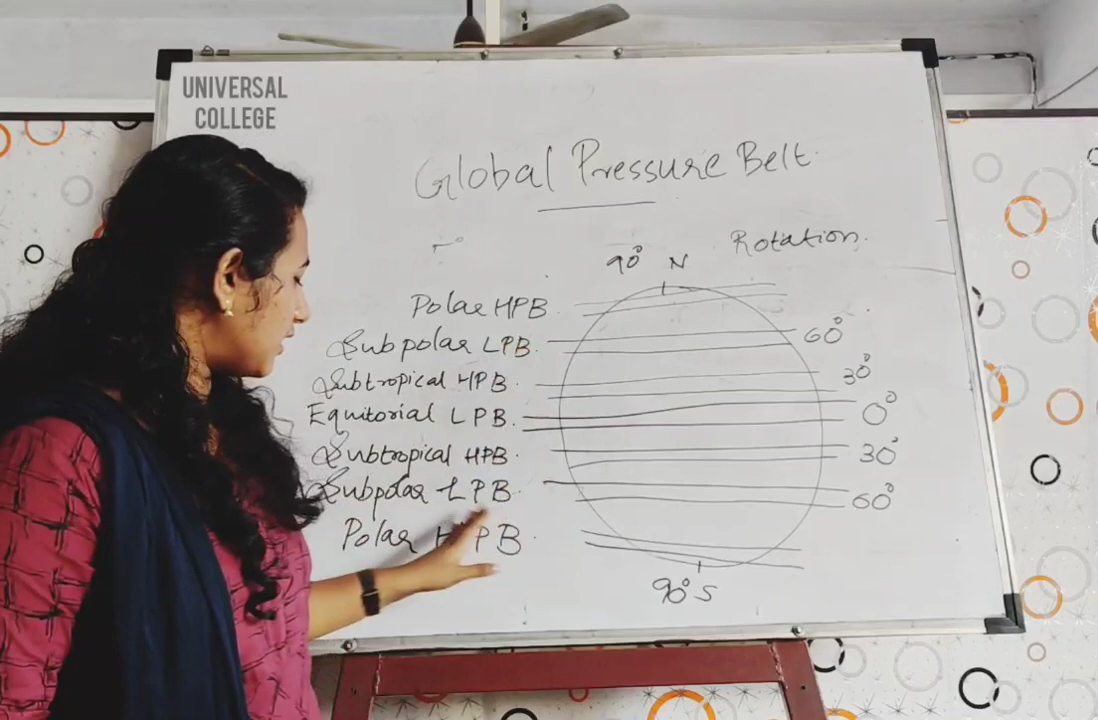 UNIVERSAL
COLLEGE
Global Pressure Belt.
Rotation.
90° N
Polar HPB
Subpolar LPB.
60°
Subtropical HPB.
30°
Equitorial LPB.
0°
Subtropical HPB.
30°
Subpolar LPB.
60°
Polar HPB.
90° S